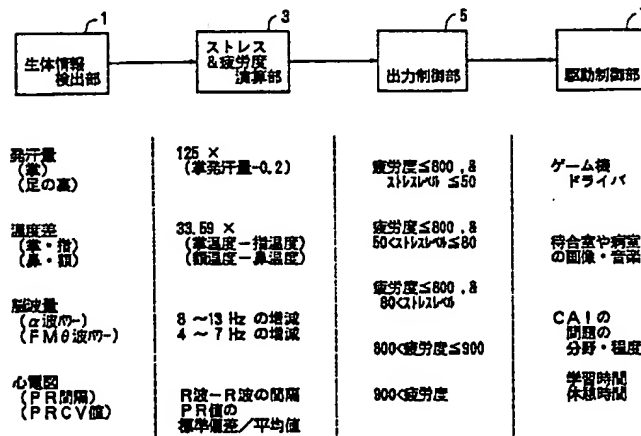 1
3
5
生体情報
検出部
ストレス
&疲労度
演算部
出力制御部
駆動制御部
発汗量
(掌)
(足の裏)
温度差
(掌・指)
(鼻・額)
脳波量
(α波パワー)
(FMθ波パワー)
心電図
(PR間隔)
(PRCV値)
125 ×
(掌発汗量-0.2)
33.59 ×
(掌温度-指温度)
(額温度-鼻温度)
8 ~13 Hz の増減
4 ~ 7 Hz の増減
R波-R波の間隔
PR値の
標準偏差/平均値
疲労度≦800 , &
ストレスレベル ≦50
疲労度≦800 , &
50<ストレスレベル≦80
疲労度≦800 , &
80<ストレスレベル
800<疲労度≦900
900<疲労度
ゲーム機
ドライバ
待合室や病室
の画像・音楽
CAIの
問題の
分野・程度
学習時間
休憩時間